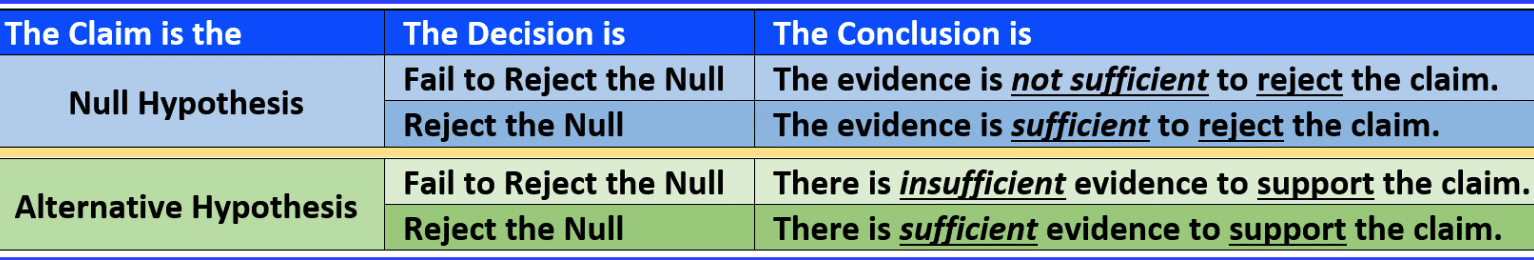 The Claim is the The Decision is The Conclusion is
Fail to Reject the Null The evidence is not sufficient to reject the claim.
Null Hypothesis
Reject the Null The evidence is sufficient to reject the claim.
Fail to Reject the Null There is insufficient evidence to support the claim.
Alternative Hypothesis
Reject the Null There is sufficient evidence to support the claim.